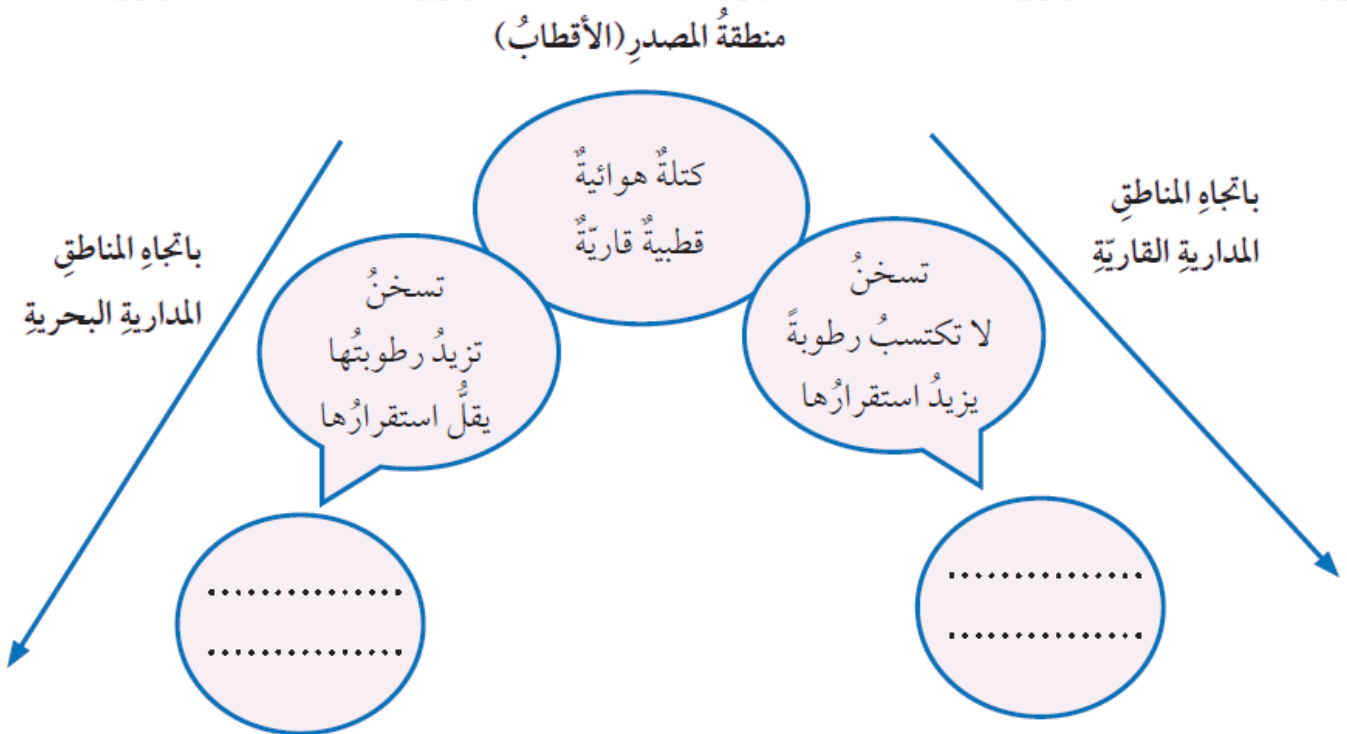 منطقةُ المصدرِ (الأقطابُ)
كتلةٌ هوائيةٌ
قطبيةٌ قاريّةٌ
باتجاهِ المناطقِ
المداريةِ القاريّةِ
تسخنُ
لا تكتسبُ رطوبةً
يزيدُ استقرارُها
باتجاهِ المناطقِ
المداريةِ البحريةِ
تسخنُ
تزيدُ رطوبتُها
يقلُّ استقرارُها
...............
...............
...............
...............